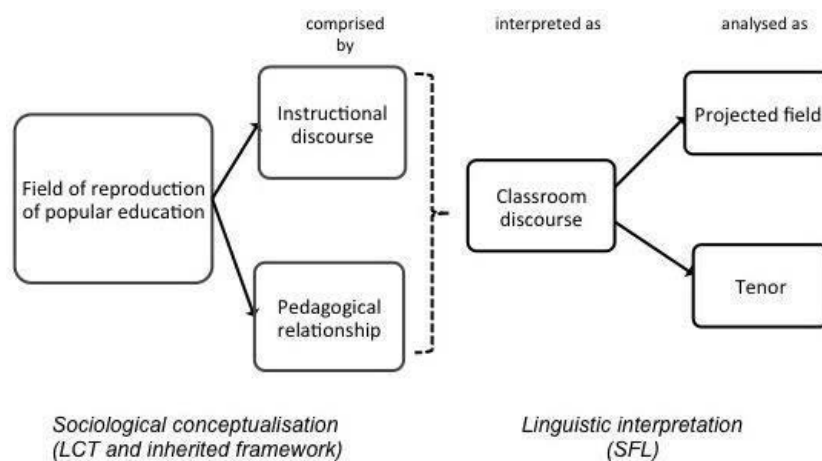 comprised
by
interpreted as
analysed as
Instructional
discourse
Projected field
Field of reproduction
of popular education
Classroom
discourse
Pedagogical
relationship
Tenor
Sociological conceptualisation
(LCT and inherited framework)
Linguistic interpretation
(SFL)